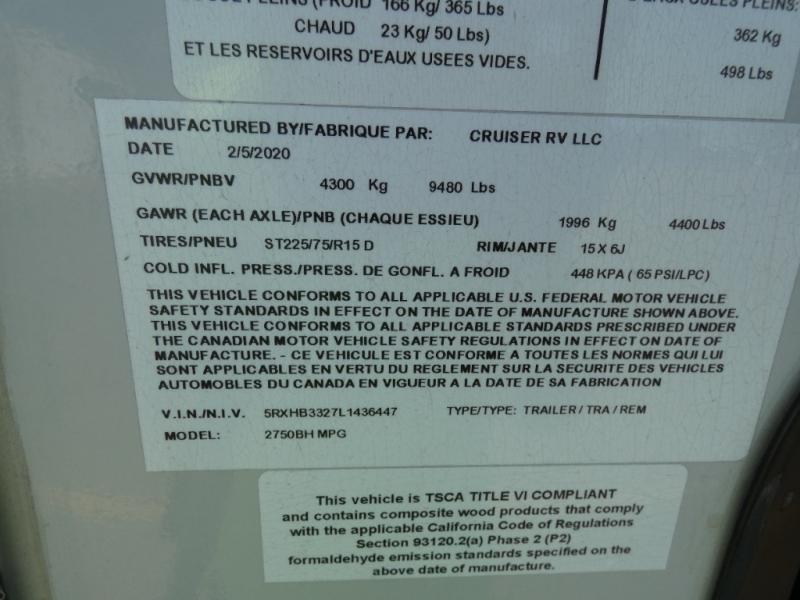 166 Kg/ 365 Lbs
CHAUD 23 Kg/ 50 Lbs)
ET LES RESERVOIRS D'EAUX USEES VIDES.
PLEINS:
362 Kg
498 Lbs
MANUFACTURED BY/FABRIQUE PAR: CRUISER RV LLC
DATE 2/5/2020
GVWR/PNBV 4300 Kg 9480 Lbs
GAWR (EACH AXLE)/PNB (CHAQUE ESSIEU) 1996 Kg 4400 Lbs
TIRES/PNEU ST225/75/R15 D RIM/JANTE 15 X 6J
COLD INFL. PRESS./PRESS. DE GONFL. A FROID 448 KPA ( 65 PSI/LPC)
THIS VEHICLE CONFORMS TO ALL APPLICABLE U.S. FEDERAL MOTOR VEHICLE
SAFETY STANDARDS IN EFFECT ON THE DATE OF MANUFACTURE SHOWN ABOVE.
THIS VEHICLE CONFORMS TO ALL APPLICABLE STANDARDS PRESCRIBED UNDER
THE CANADIAN MOTOR VEHICLE SAFETY REGULATIONS IN EFFECT ON DATE OF
MANUFACTURE. - CE VEHICULE EST CONFORME A TOUTES LES NORMES QUI LUI
SONT APPLICABLES EN VERTU DU REGLEMENT SUR LA SECURITE DES VEHICLES
AUTOMOBILES DU CANADA EN VIGUEUR A LA DATE DE SA FABRICATION
V.I.N./N.I.V. 5RXHB3327L1436447 TYPE/TYPE: TRAILER / TRA / REM
MODEL: 2750BH MPG
This vehicle is TSCA TITLE VI COMPLIANT
and contains composite wood products that comply
with the applicable California Code of Regulations
Section 93120.2(a) Phase 2 (P2)
formaldehyde emission standards specified on the
above date of manufacture.